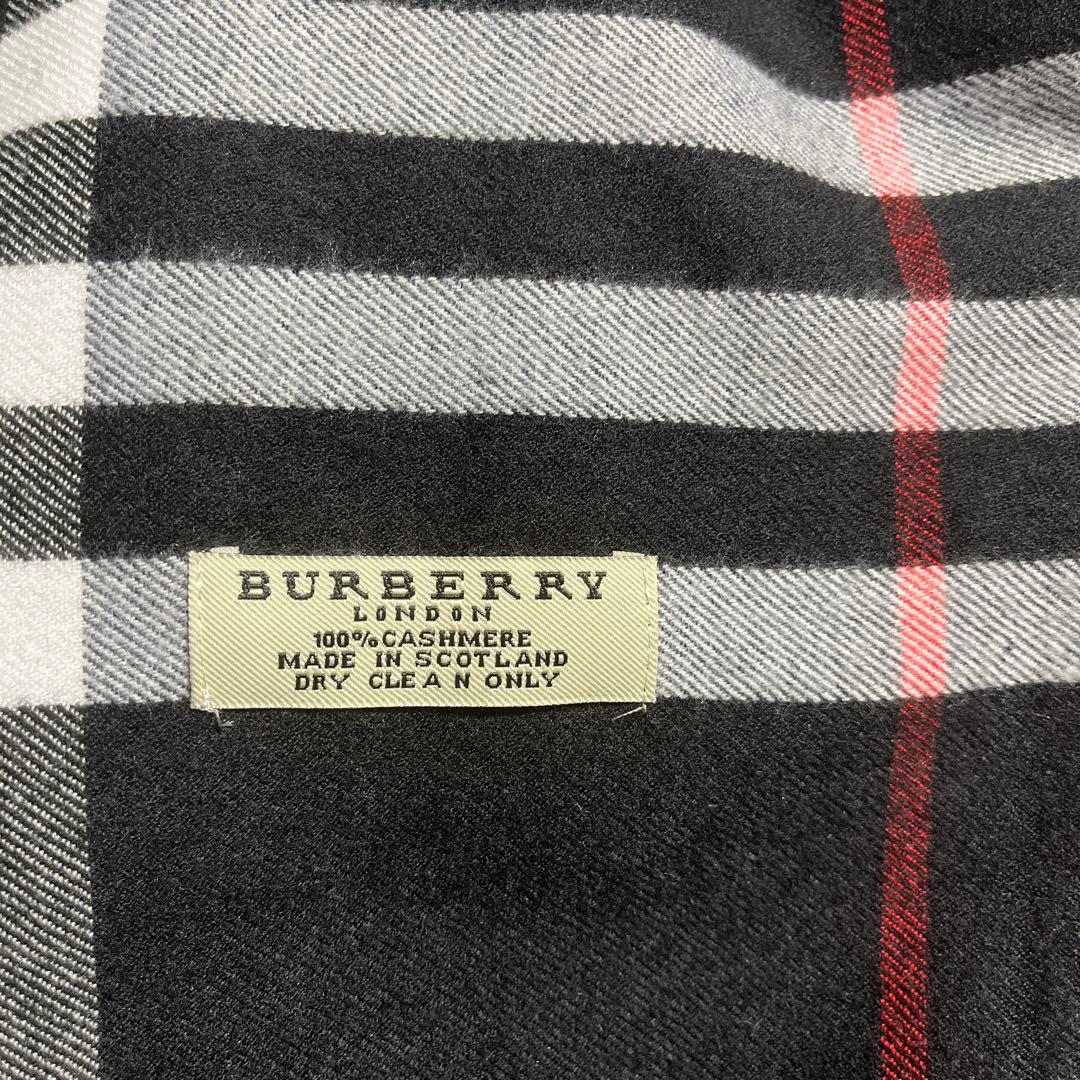 BURBERRY
LONDON
100% CASHMERE
MADE IN SCOTLAND
DRY CLEA N ONLY